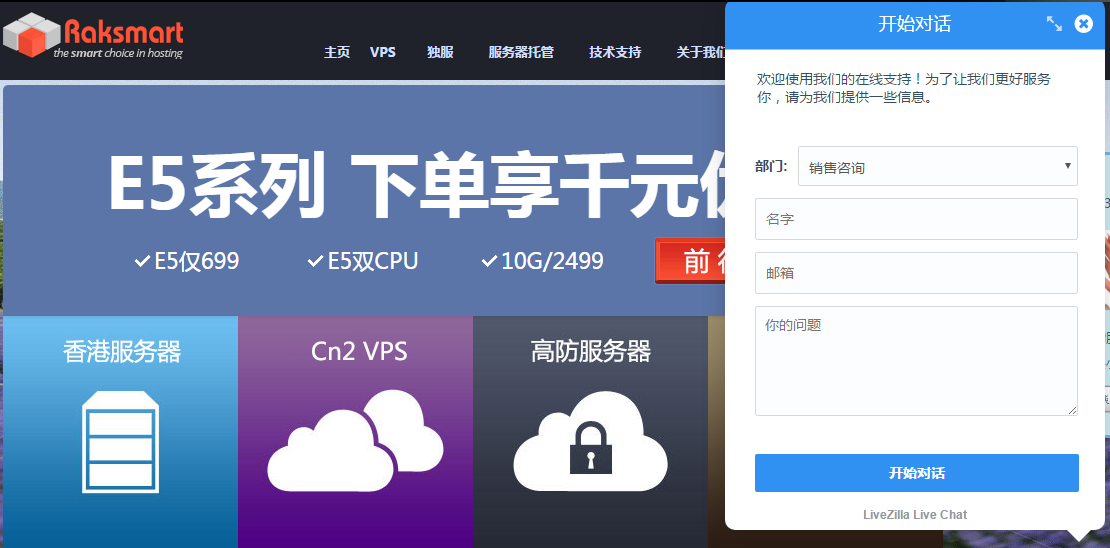 Raksmart
the smart choice in hosting
主页 VPS 独服 服务器托管 技术支持 关于我们
E5系列 下单享千元
E5仅699 E5双CPU 10G/2499
前
香港服务器 Cn2 VPS 高防服务器
开始对话
欢迎使用我们的在线支持！为了让我们更好服务
你，请为我们提供一些信息。
部门: 销售咨询
名字
邮箱
你的问题
开始对话
LiveZilla Live Chat